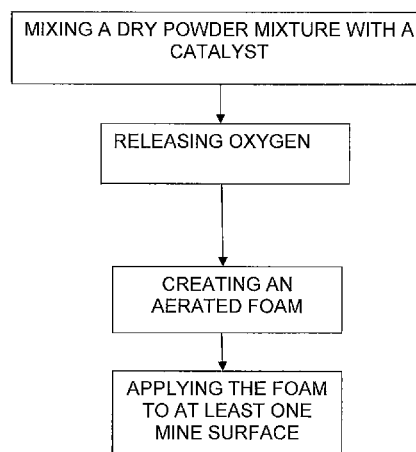 MIXING A DRY POWDER MIXTURE WITH A
CATALYST
RELEASING OXYGEN
CREATING AN
AERATED FOAM
APPLYING THE FOAM
TO AT LEAST ONE
MINE SURFACE